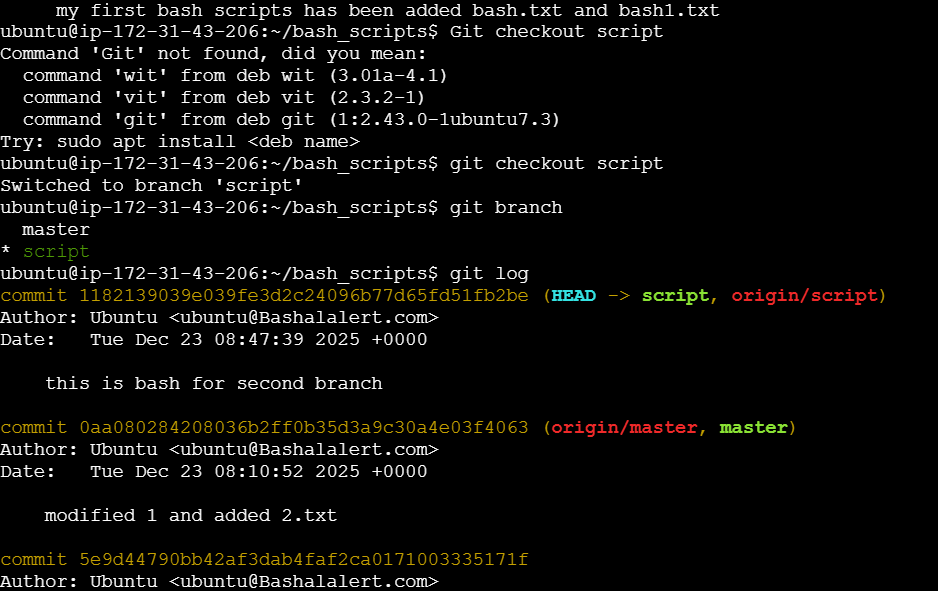 my first bash scripts has been added bash.txt and bash1.txt
ubuntu@ip-172-31-43-206:~/bash_scripts$ Git checkout script
Command 'Git' not found, did you mean:
  command 'wit' from deb wit (3.01a-4.1)
  command 'vit' from deb vit (2.3.2-1)
  command 'git' from deb git (1:2.43.0-1ubuntu7.3)
Try: sudo apt install <deb name>
ubuntu@ip-172-31-43-206:~/bash_scripts$ git checkout script
Switched to branch 'script'
ubuntu@ip-172-31-43-206:~/bash_scripts$ git branch
  master
* script
ubuntu@ip-172-31-43-206:~/bash_scripts$ git log
commit 1182139039e039fe3d2c24096b77d65fd51fb2be (HEAD -> script, origin/script)
Author: Ubuntu <ubuntu@Bashalalert.com>
Date:   Tue Dec 23 08:47:39 2025 +0000
    this is bash for second branch
commit 0aa080284208036b2ff0b35d3a9c30a4e03f4063 (origin/master, master)
Author: Ubuntu <ubuntu@Bashalalert.com>
Date:   Tue Dec 23 08:10:52 2025 +0000
    modified 1 and added 2.txt
commit 5e9d44790bb42af3dab4faf2ca0171003335171f
Author: Ubuntu <ubuntu@Bashalalert.com>